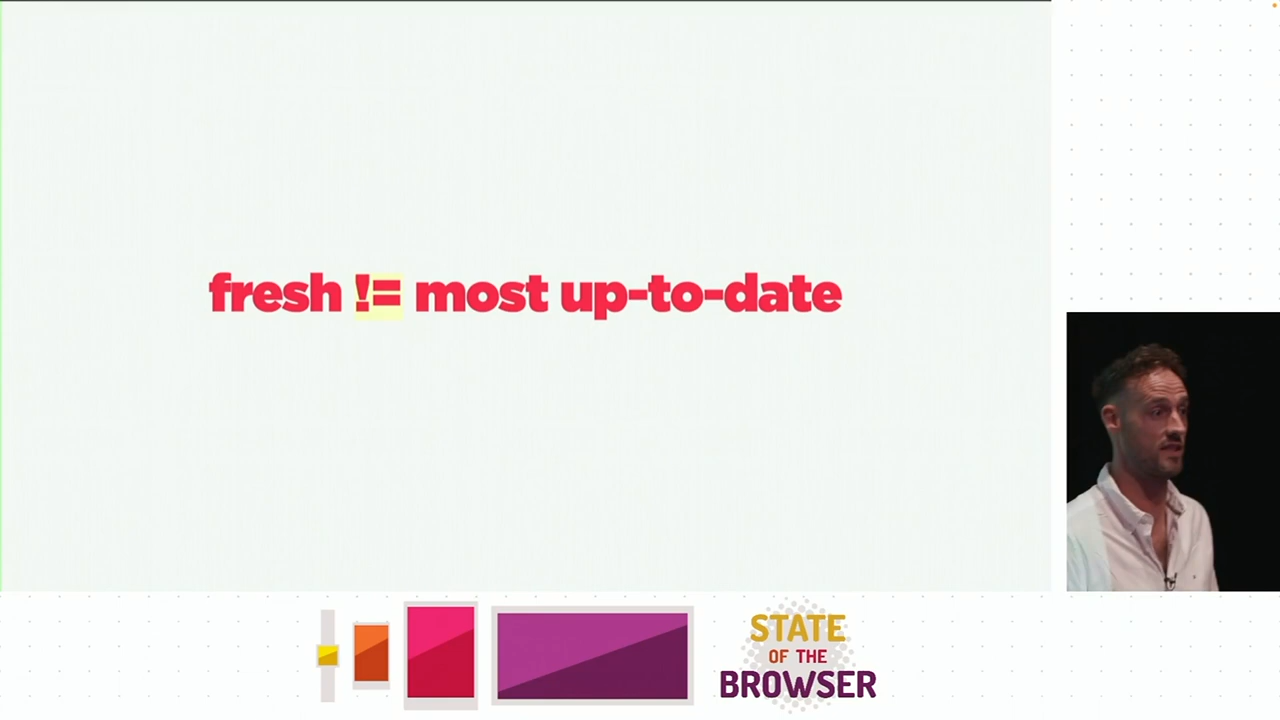 fresh != most up-to-date
STATE
OF THE
BROWSER